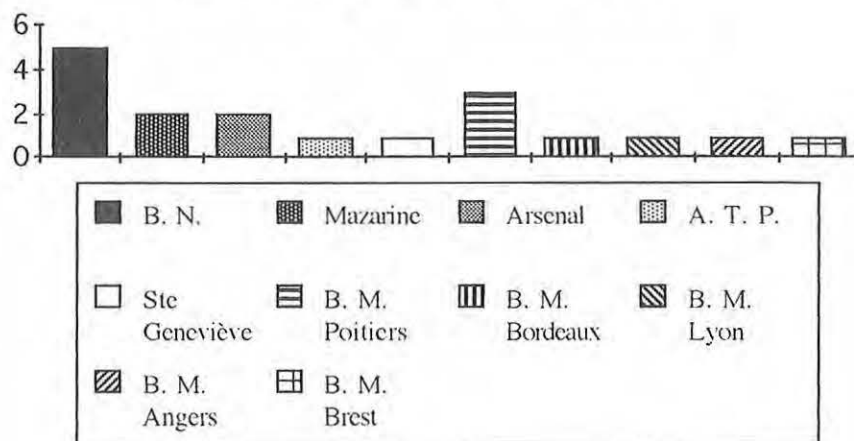 6
4
2
0
B. N. Mazarine Arsenal A. T. P.
Ste B. M. B. M. B. M.
Geneviève Poitiers Bordeaux Lyon
B. M. B. M.
Angers Brest